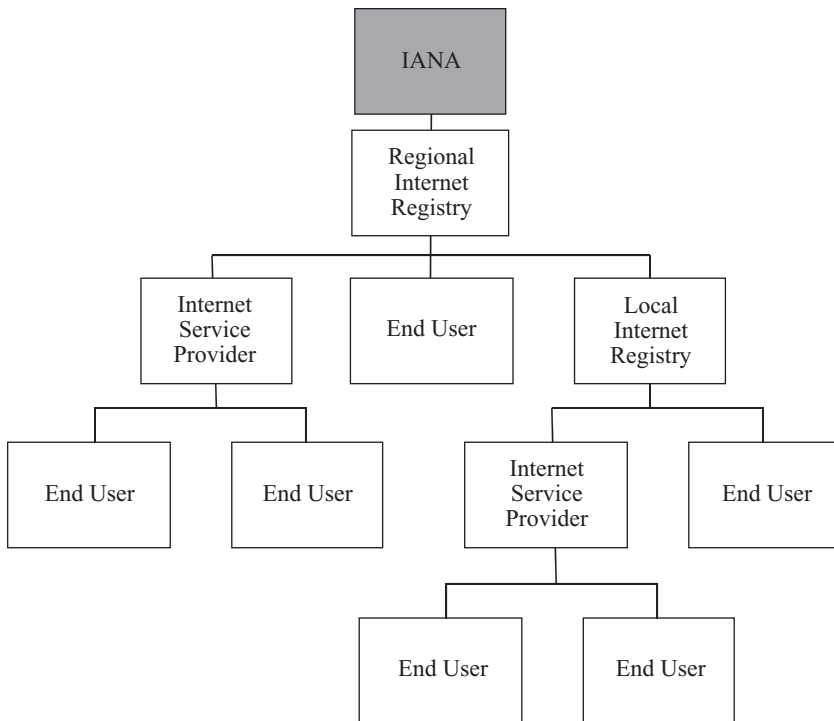 IANA
Regional
Internet
Registry
Internet
Service
Provider
End User
Local
Internet
Registry
End User
End User
Internet
Service
Provider
End User
End User
End User